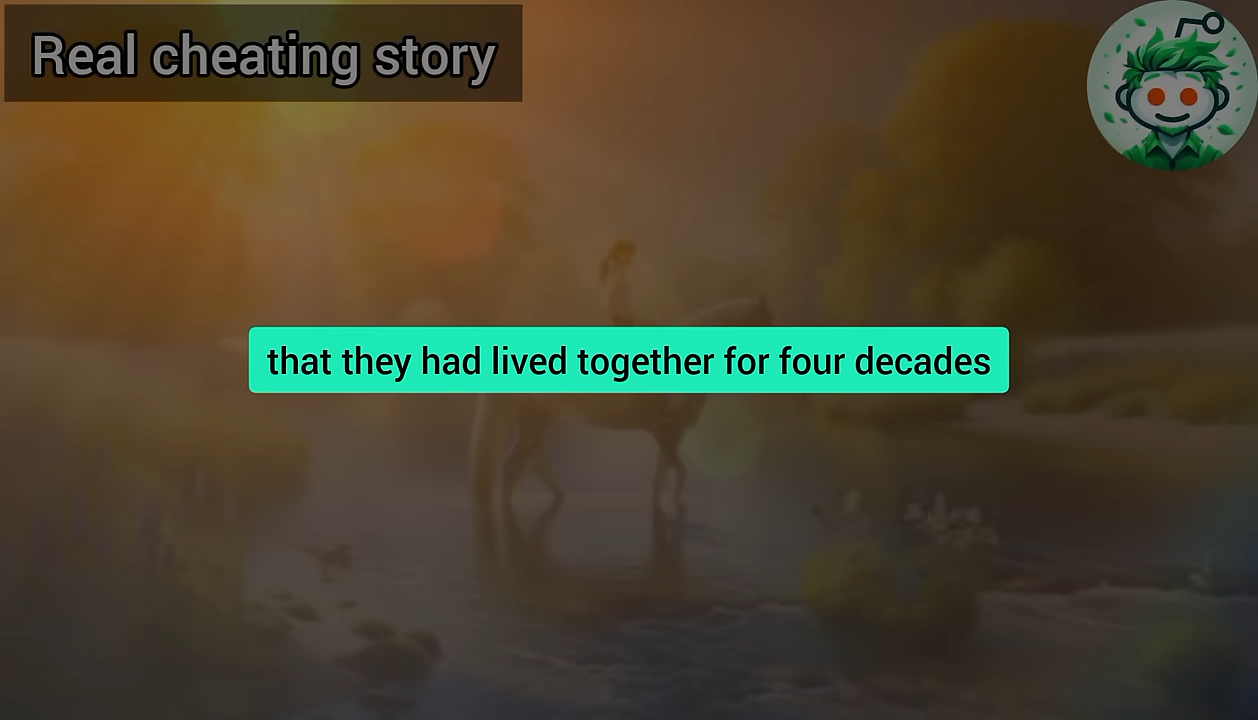 Real cheating story
that they had lived together for four decades